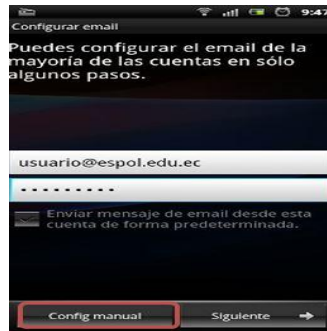 9:47
Configurar email
Puedes configurar el email de la
mayoría de las cuentas en sólo
algunos pasos.
usuario@espol.edu.ec
•••••••••
Enviar mensaje de email desde esta
cuenta de forma predeterminada.
Config manual
Siguiente